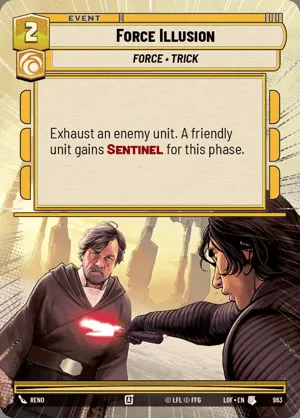 EVENT
2
FORCE ILLUSION
FORCE • TRICK
Exhaust an enemy unit. A friendly
unit gains SENTINEL for this phase.
RENO
© LFL © FFG
LOF • EN
963